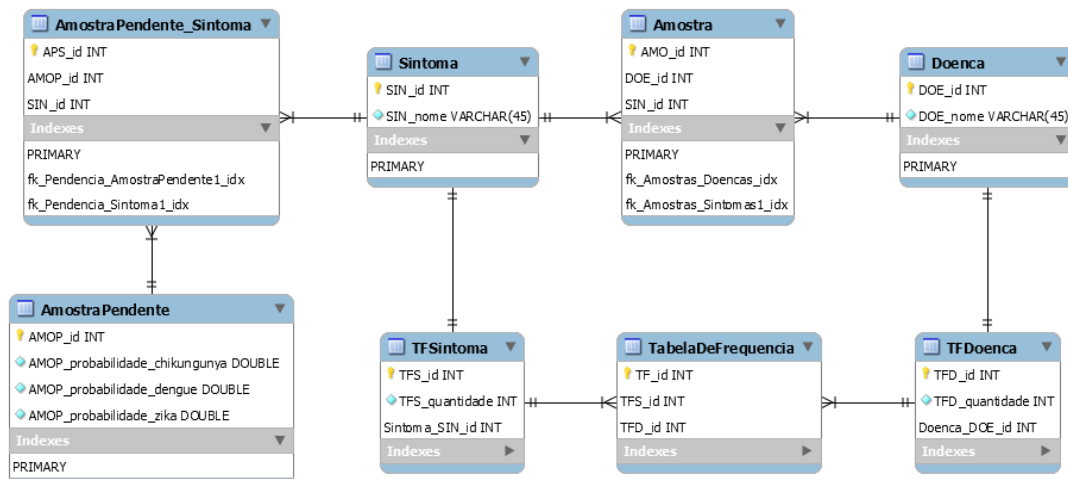 AmostraPendente_Sintoma
APS_id INT
AMOP_id INT
SIN_id INT
Indexes
PRIMARY
fk_Pendencia_AmostraPendente1_idx
fk_Pendencia_Sintoma1_idx
Sintoma
SIN_id INT
SIN_nome VARCHAR(45)
Indexes
PRIMARY
Amostra
AMO_id INT
DOE_id INT
SIN_id INT
Indexes
PRIMARY
fk_Amostras_Doencas_idx
fk_Amostras_Sintomas1_idx
Doenca
DOE_id INT
DOE_nome VARCHAR(45)
Indexes
PRIMARY
AmostraPendente
AMOP_id INT
AMOP_probabilidade_chikungunya DOUBLE
AMOP_probabilidade_dengue DOUBLE
AMOP_probabilidade_zika DOUBLE
Indexes
PRIMARY
TFSintoma
TFS_id INT
TFS_quantidade INT
Sintoma_SIN_id INT
Indexes
TabelaDeFrequencia
TF_id INT
TFS_id INT
TFD_id INT
Indexes
TFDoenca
TFD_id INT
TFD_quantidade INT
Doenca_DOE_id INT
Indexes